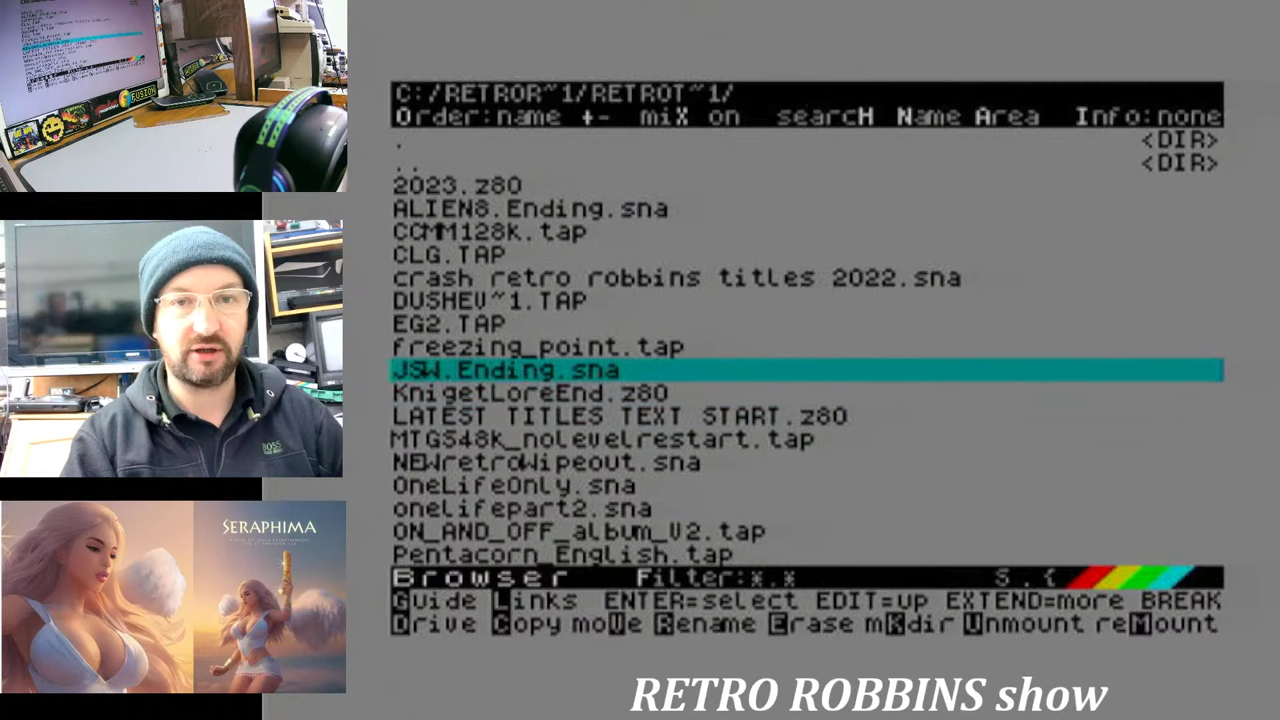 C:/RETROR~1/RETROT~1/
Order:name +- miX on searcH Name Area Info:none
. <DIR>
.. <DIR>
2023.z80
ALIEN8.Ending.sna
CCMM128k.tap
CLG.TAP
crash retro robbins titles 2022.sna
DUSHEV~1.TAP
EG2.TAP
freezing_point.tap
JSW.Ending.sna
KnigetLoreEnd.z80
LATEST TITLES TEXT START.z80
MTGS48k_nolevelrestart.tap
NEWretroWipeout.sna
OneLifeOnly.sna
onelifepart2.sna
ON_AND_OFF_album_V2.tap
Pentacorn_English.tap
Browser Filter:x.x
Guide Links ENTER=select EDIT=up EXTEND=more BREAK
Drive Copy moVe Rename Erase mKdir Unmount reMount
RETRO ROBBINS show
FUSION
BOSS
SERAPHIMA